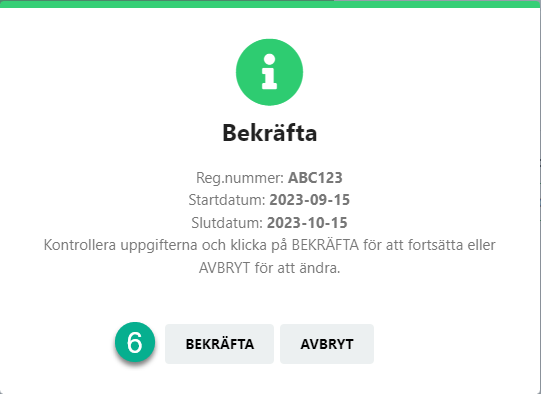 Bekräfta
Reg.nummer: ABC123
Startdatum: 2023-09-15
Slutdatum: 2023-10-15
Kontrollera uppgifterna och klicka på BEKRÄFTA för att fortsätta eller
AVBRYT för att ändra.
6 BEKRÄFTA AVBRYT